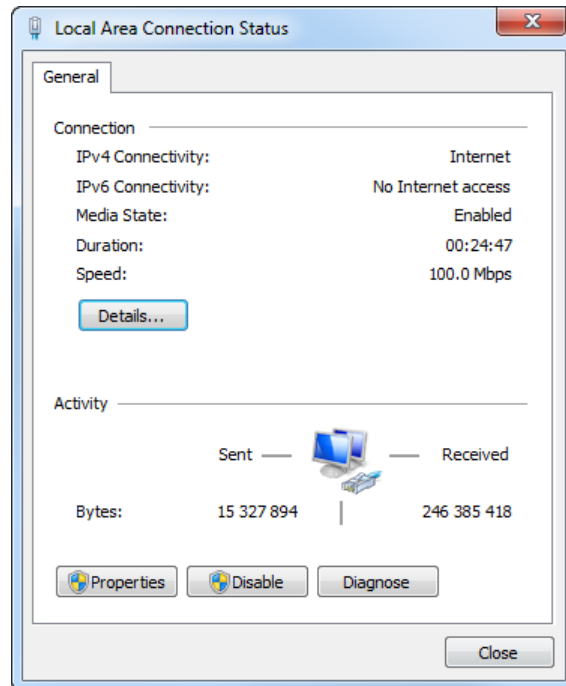 Local Area Connection Status
General
Connection
IPv4 Connectivity: Internet
IPv6 Connectivity: No Internet access
Media State: Enabled
Duration: 00:24:47
Speed: 100.0 Mbps
Details...
Activity
Sent Received
Bytes: 15 327 894 246 385 418
Properties Disable Diagnose
Close